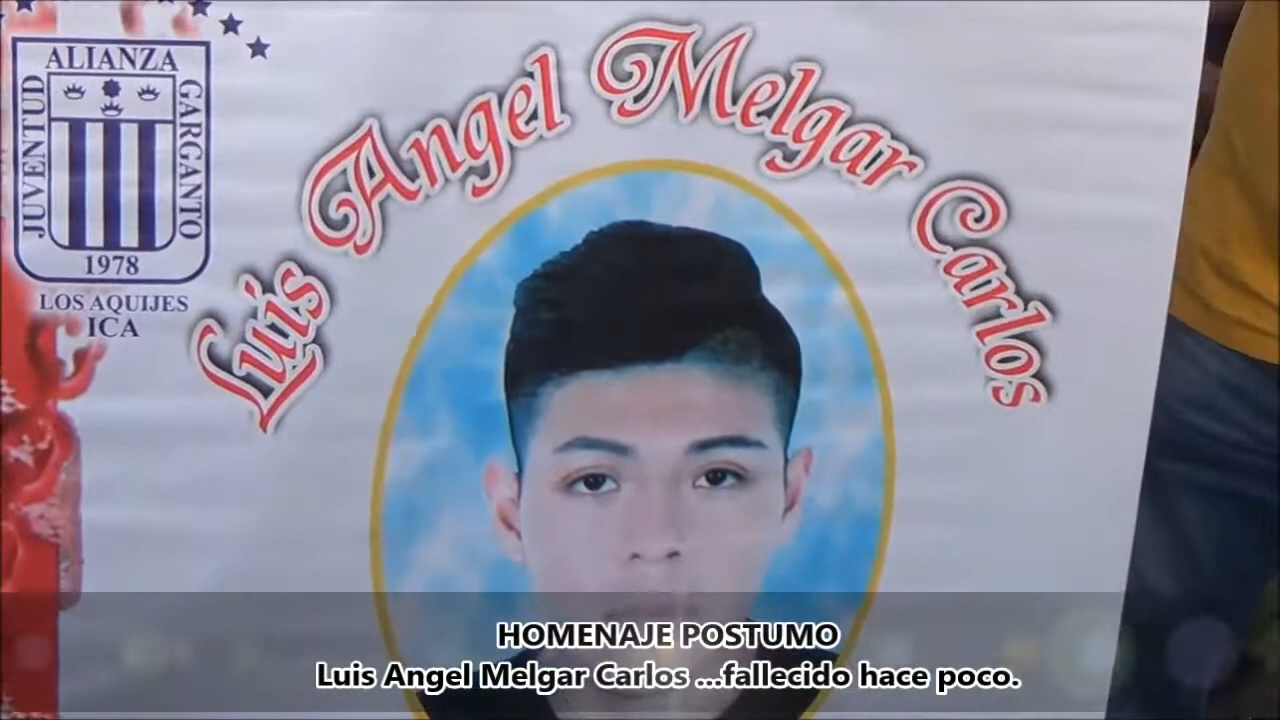 ALIANZA
JUVENTUD
GARGANTO
1978
LOS AQUIJES
ICA
Luis Angel Melgar Carlos
HOMENAJE POSTUMO
Luis Angel Melgar Carlos ...fallecido hace poco.